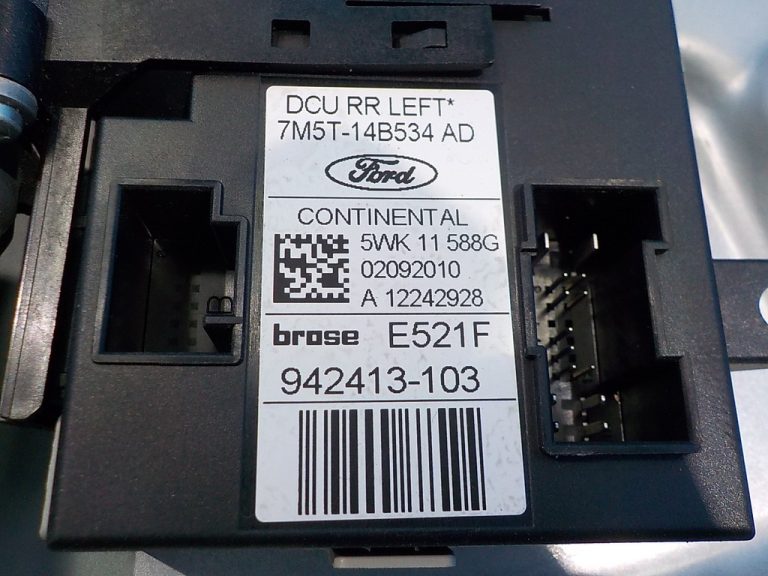 DCU RR LEFT*
7M5T-14B534 AD
Ford
CONTINENTAL
5WK 11 588G
02092010
A 12242928
brose E521F
942413-103
B